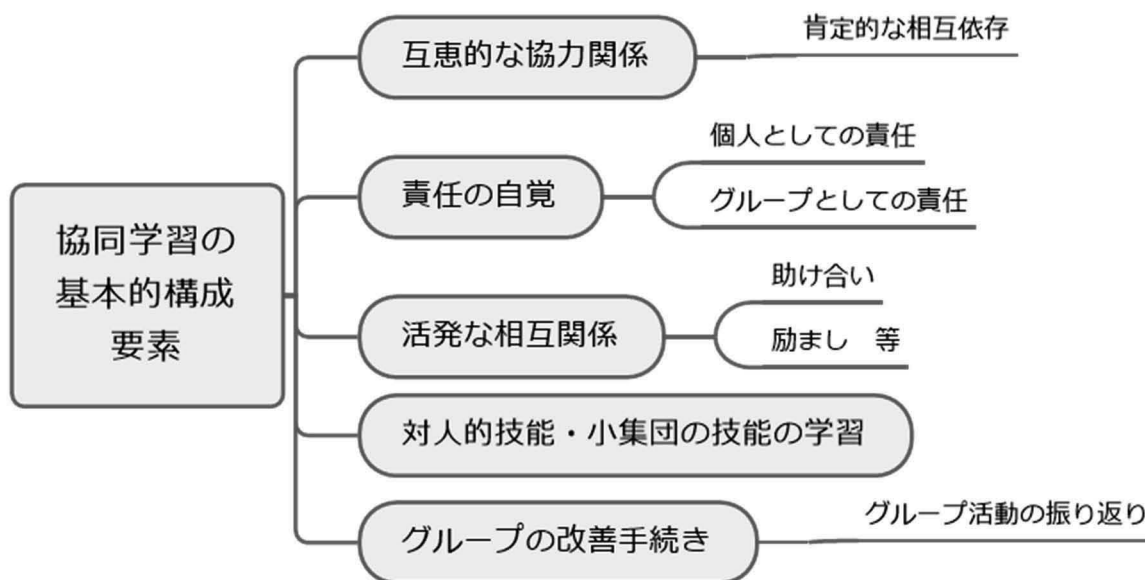 協同学習の
基本的構成
要素
互恵的な協力関係
肯定的な相互依存
責任の自覚
個人としての責任
グループとしての責任
活発な相互関係
助け合い
励まし　等
対人的技能・小集団の技能の学習
グループの改善手続き
グループ活動の振り返り